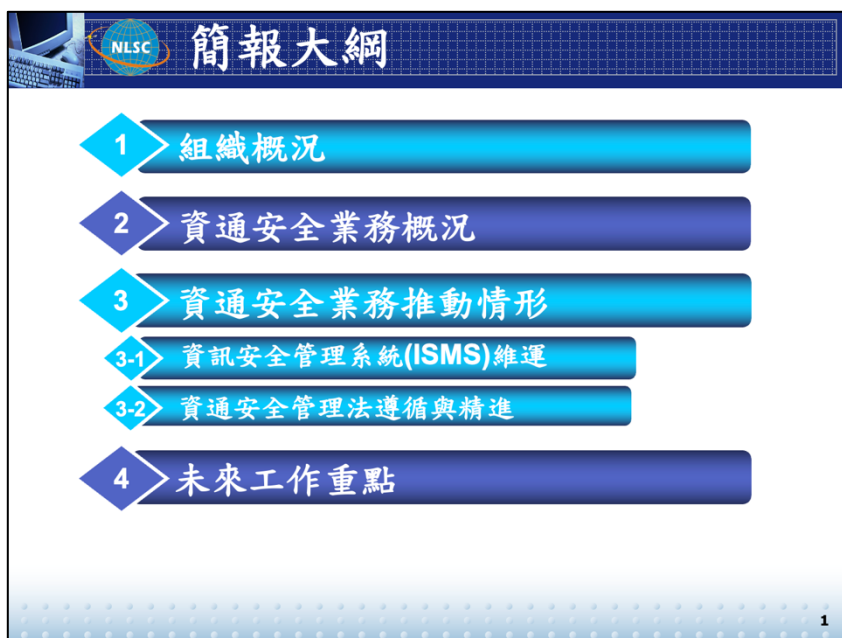 NLSC
簡報大綱
1 組織概況
2 資通安全業務概況
3 資通安全業務推動情形
3-1 資訊安全管理系統(ISMS)維運
3-2 資通安全管理法遵循與精進
4 未來工作重點
1